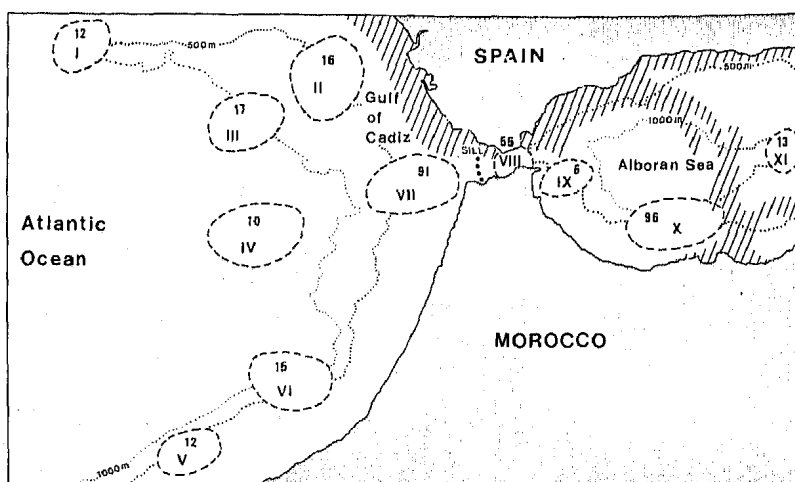 12
I
500m
16
II
SPAIN
500m
17
III
Gulf
of
Cadiz
1000m
SILL
55
VIII
13
XI
Alboran Sea
6
IX
91
VII
Atlantic
Ocean
10
IV
96
X
MOROCCO
15
VI
12
V
1000m